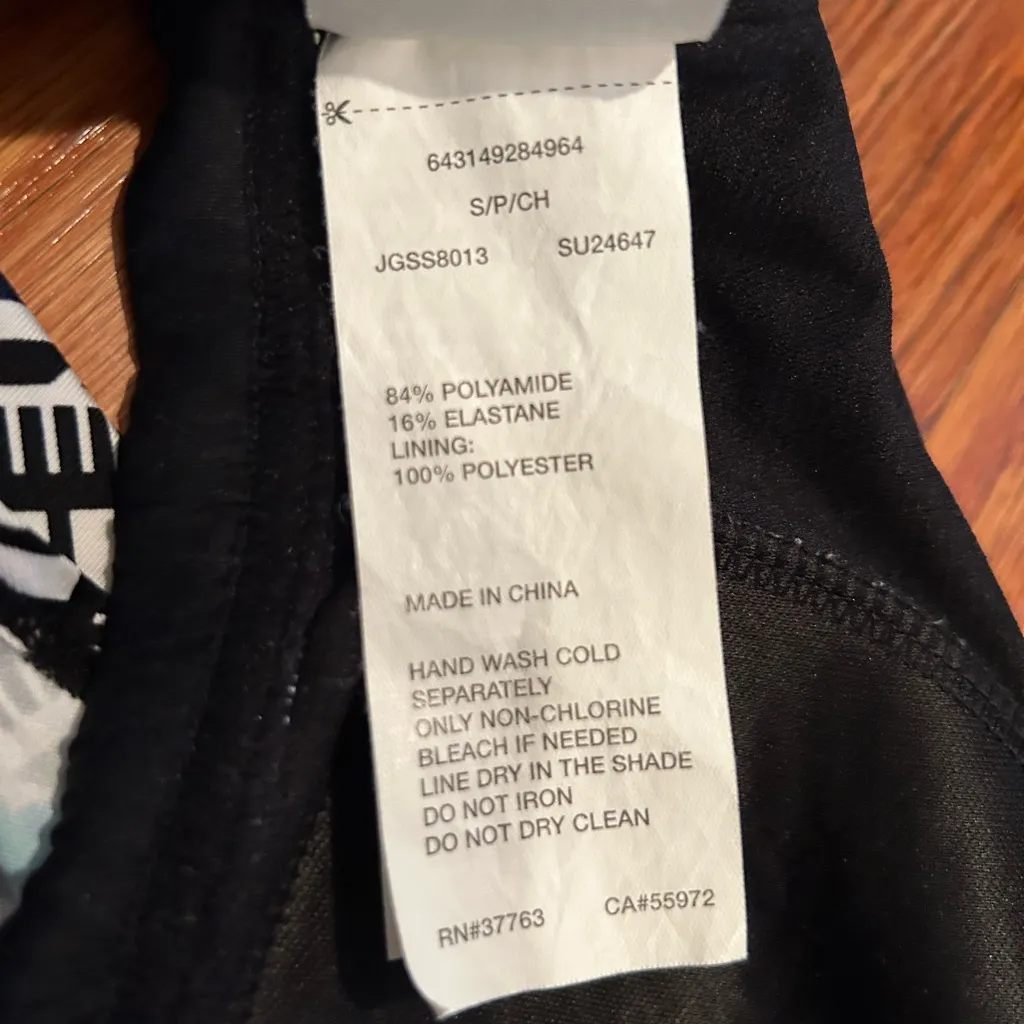 643149284964
S/P/CH
JGSS8013 SU24647
84% POLYAMIDE
16% ELASTANE
LINING:
100% POLYESTER
MADE IN CHINA
HAND WASH COLD
SEPARATELY
ONLY NON-CHLORINE
BLEACH IF NEEDED
LINE DRY IN THE SHADE
DO NOT IRON
DO NOT DRY CLEAN
RN#37763 CA#55972